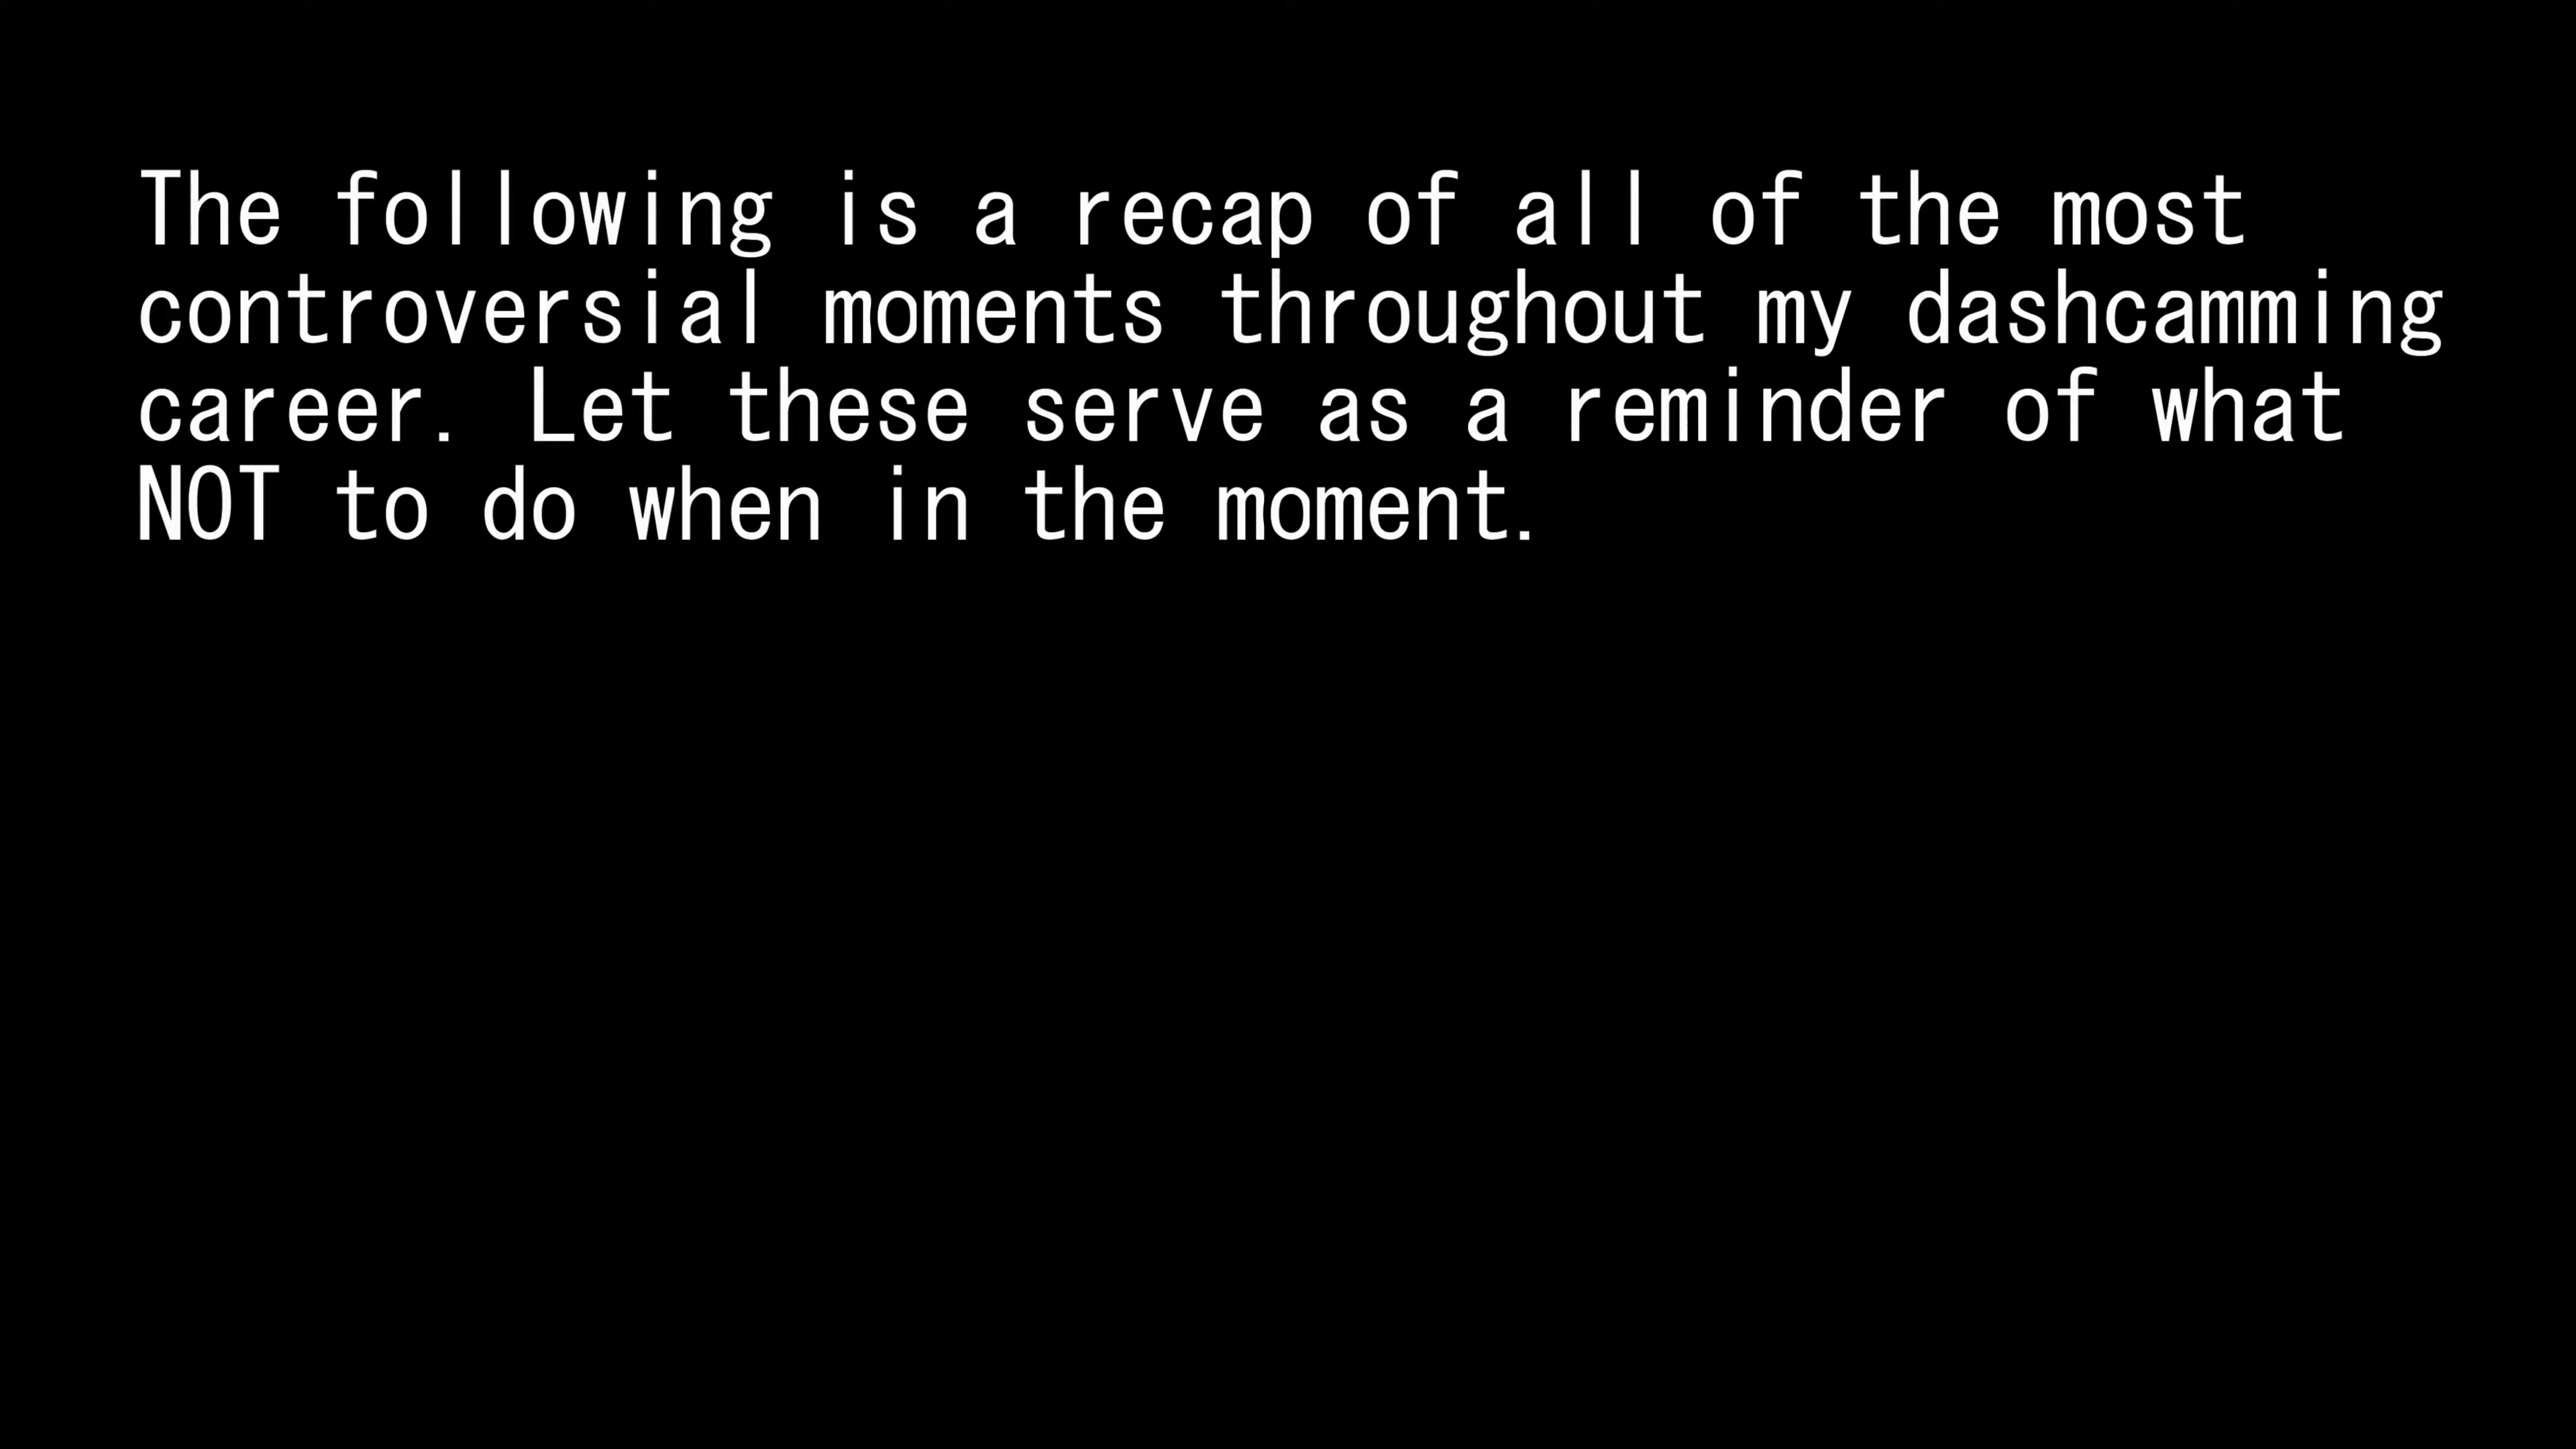 The following is a recap of all of the most
controversial moments throughout my dashcamming
career. Let these serve as a reminder of what
NOT to do when in the moment.